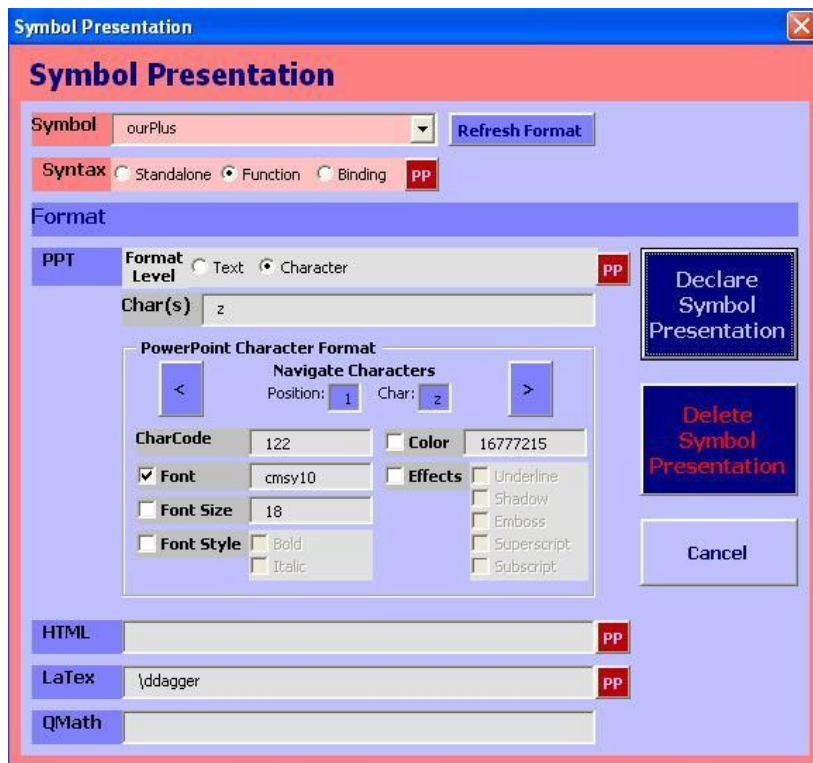 Symbol Presentation
Symbol Presentation
Symbol ourPlus Refresh Format
Syntax Standalone Function Binding PP
Format
PPT Format Level Text Character PP
Char(s) z
PowerPoint Character Format
Navigate Characters
< Position: 1 Char: z >
CharCode 122 Color 16777215
Font cmsy10 Effects Underline
Shadow
Font Size 18 Emboss
Font Style Bold Superscript
Italic Subscript
Declare
Symbol
Presentation
Delete
Symbol
Presentation
Cancel
HTML PP
LaTex \ddagger PP
QMath